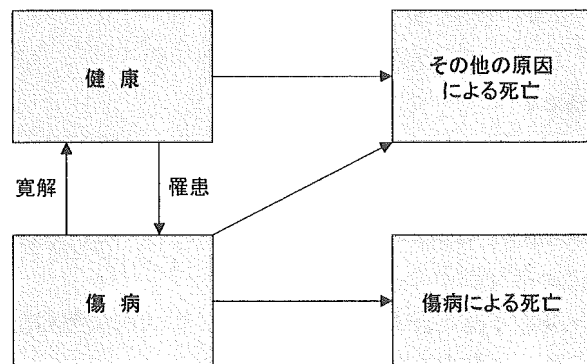 健 康
その他の原因
による死亡
寛解
罹患
傷 病
傷病による死亡